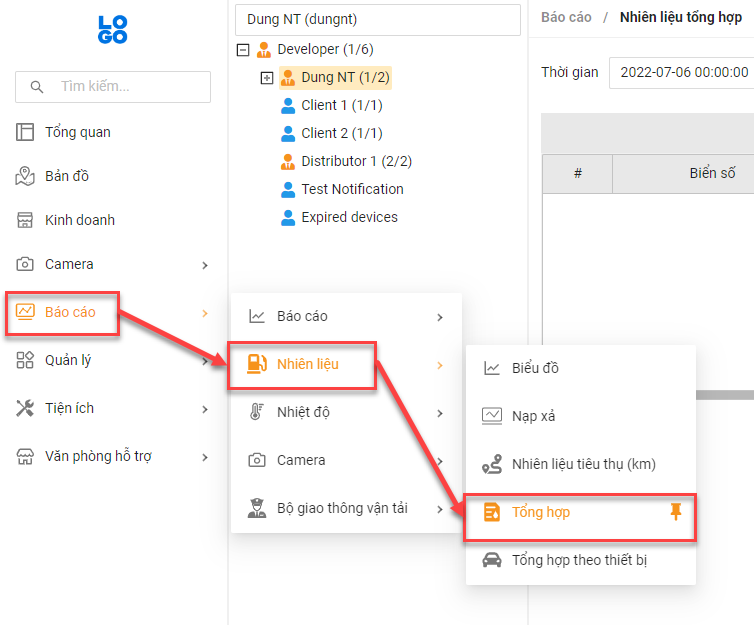 LO
GO
Tìm kiếm...
Tổng quan
Bản đồ
Kinh doanh
Camera
Báo cáo
Quản lý
Tiện ích
Văn phòng hỗ trợ
Dung NT (dungnt)
Developer (1/6)
Dung NT (1/2)
Client 1 (1/1)
Client 2 (1/1)
Distributor 1 (2/2)
Test Notification
Expired devices
Báo cáo
Nhiên liệu
Nhiệt độ
Camera
Bộ giao thông vận tải
Biểu đồ
Nạp xả
Nhiên liệu tiêu thụ (km)
Tổng hợp
Tổng hợp theo thiết bị
Báo cáo / Nhiên liệu tổng hợp
Thời gian 2022-07-06 00:00:00
# Biển số